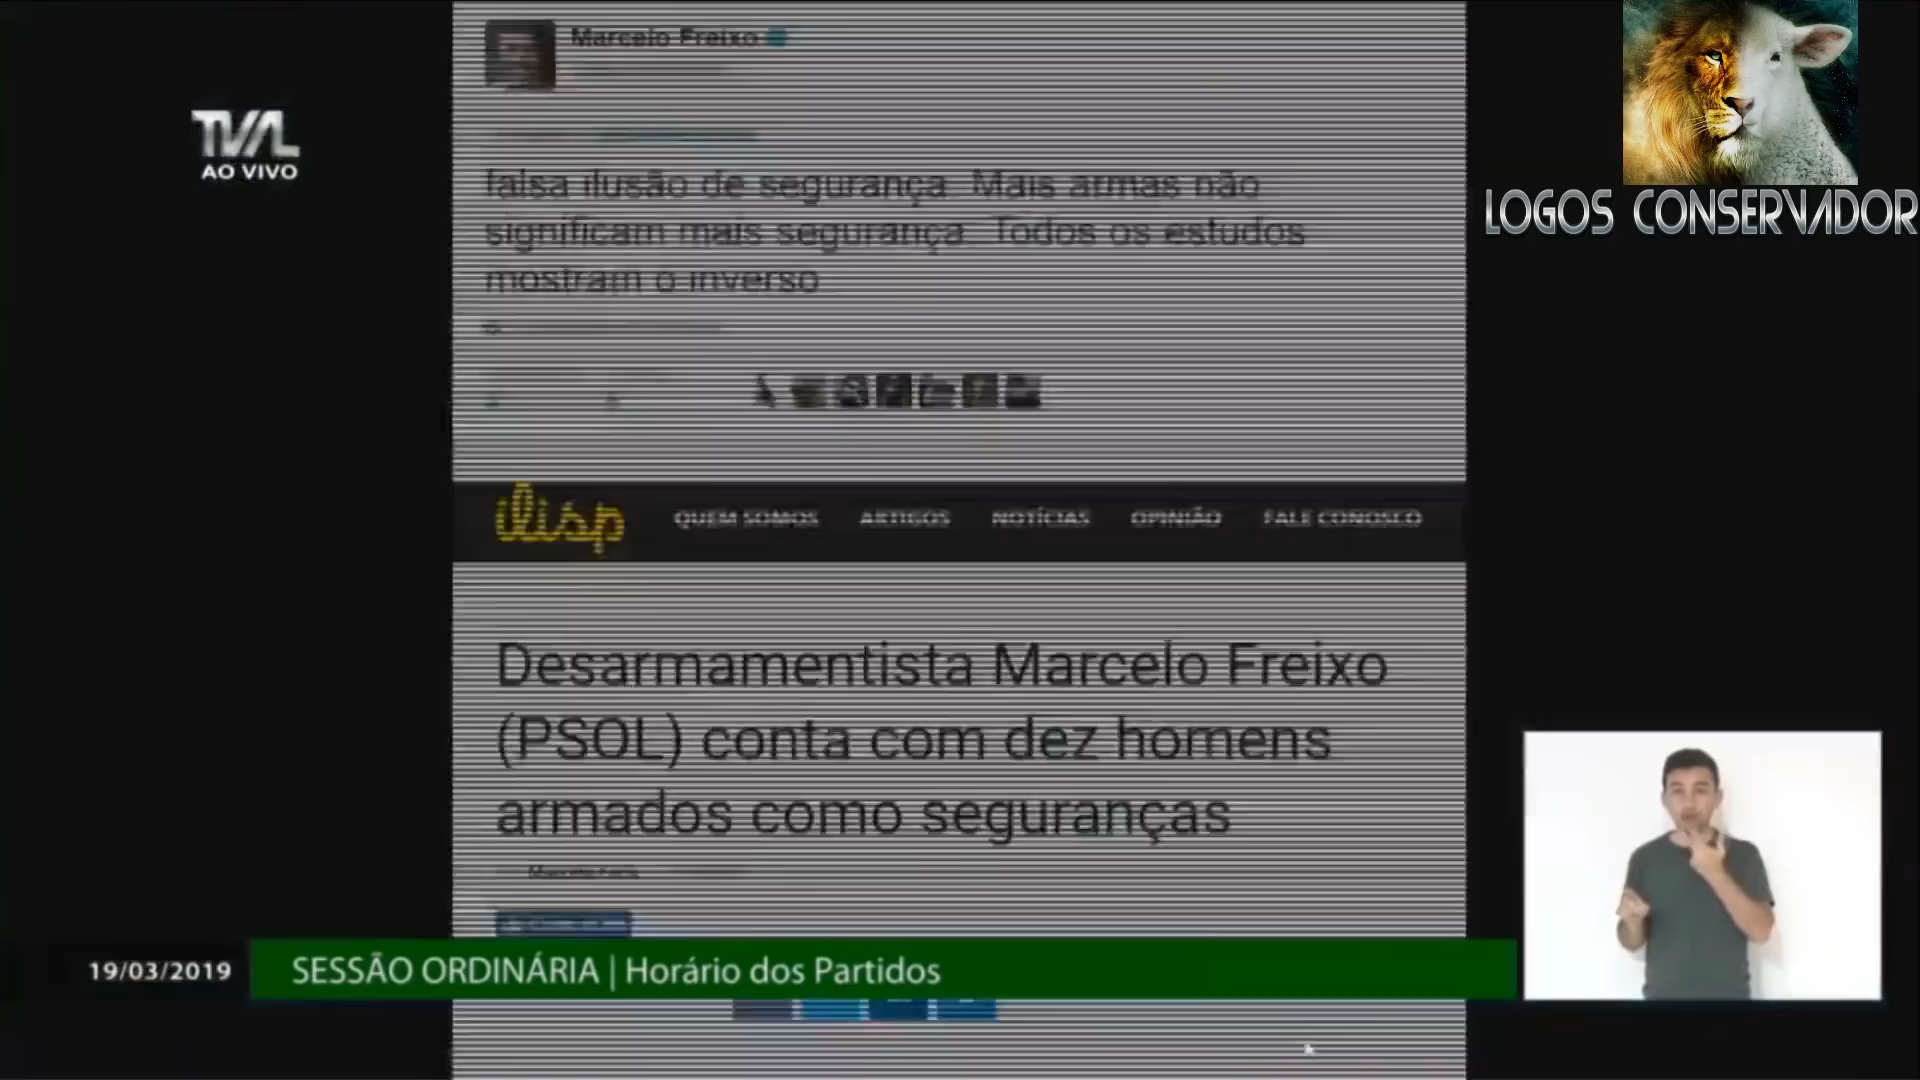 Marcelo Freixo
TVAL
AO VIVO
falsa ilusão de segurança. Mais armas não
significam mais segurança. Todos os estudos
mostram o inverso
LOGOS CONSERVADOR
ilisp
QUEM SOMOS ARTIGOS NOTÍCIAS OPINIÃO FALE CONOSCO
Desarmamentista Marcelo Freixo
(PSOL) conta com dez homens
armados como seguranças
19/03/2019
SESSÃO ORDINÁRIA | Horário dos Partidos